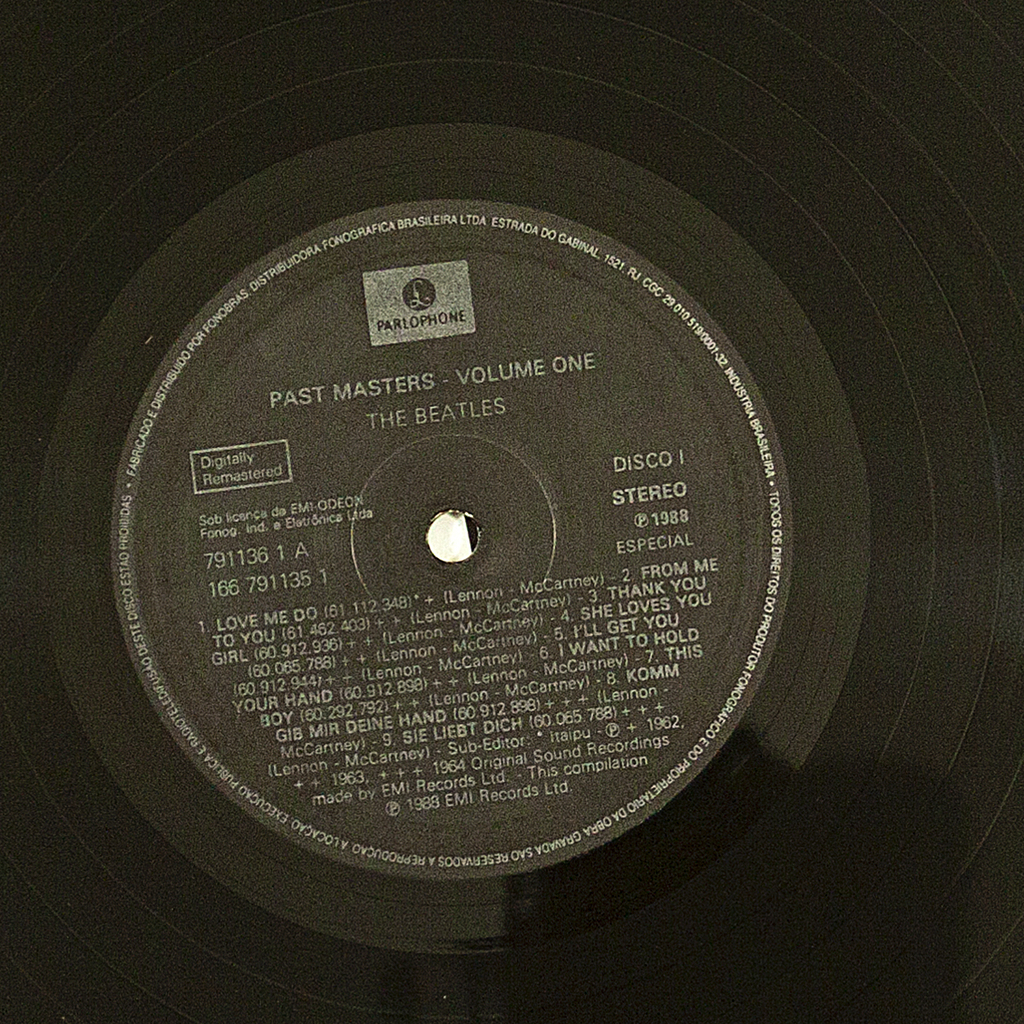 FABRICADO E DISTRIBUIDO POR FONOBRAS, DISTRIBUIDORA FONOGRAFICA BRASILEIRA LTDA. ESTRADA DO GABINAL, 1521, RJ, CGC 29.010.519/0001-32. INDUSTRIA BRASILEIRA • TODOS OS DIREITOS DO PRODUTOR FONOGRAFICO E DO PROPRIETARIO DA OBRA GRAVADA SAO RESERVADOS A REPRODUÇAO, A LOCAÇAO, EXECUÇAO PUBLICA E RADIOTELEDIFUSAO DESTE DISCO ESTAO PROIBIDAS •
PARLOPHONE
PAST MASTERS - VOLUME ONE
THE BEATLES
Digitally
Remastered
Sob licença da EMI-ODEON
Fonog. Ind. e Eletrônica Ltda
791136 1 A
166 791135 1
DISCO I
STEREO
℗ 1988
ESPECIAL
1. LOVE ME DO (61.112.348)* + (Lennon - McCartney) - 2. FROM ME
TO YOU (61.462.403) + + (Lennon - McCartney) - 3. THANK YOU
GIRL (60.912.936) + + (Lennon - McCartney) - 4. SHE LOVES YOU
(60.065.788) + + (Lennon - McCartney) - 5. I'LL GET YOU
(60.912.944) + + (Lennon - McCartney) - 6. I WANT TO HOLD
YOUR HAND (60.912.898) + + (Lennon - McCartney) - 7. THIS
BOY (60.292.792) + + (Lennon - McCartney) - 8. KOMM
GIB MIR DEINE HAND (60.912.898) + + + (Lennon -
McCartney) - 9. SIE LIEBT DICH (60.065.788) + + +
(Lennon - McCartney) - Sub-Editor: * Itaipu - ℗ + 1962,
+ + 1963, + + + 1964 Original Sound Recordings
made by EMI Records Ltd. - This compilation
℗ 1988 EMI Records Ltd